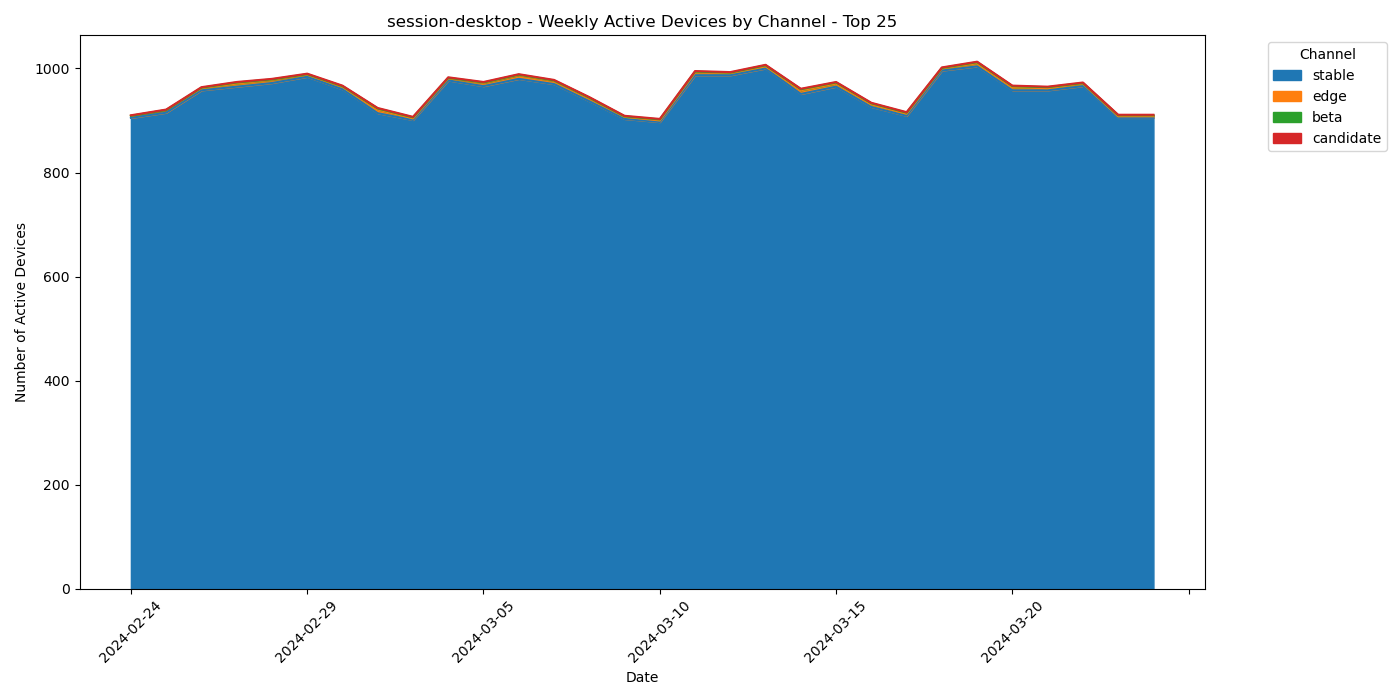 session-desktop - Weekly Active Devices by Channel - Top 25
Number of Active Devices
1000
800
600
400
200
0
2024-02-24
2024-02-29
2024-03-05
2024-03-10
2024-03-15
2024-03-20
Date
Channel
stable
edge
beta
candidate